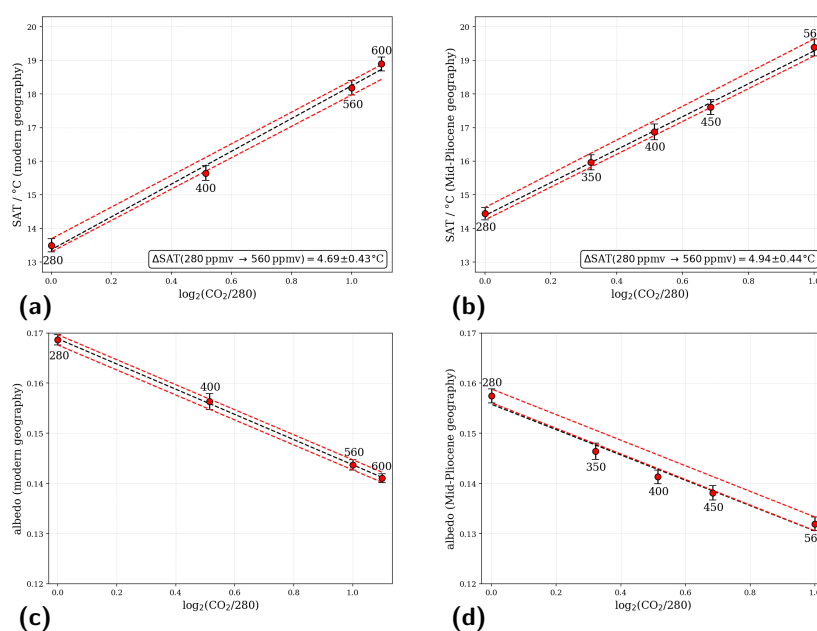 20
19
18
17
16
15
14
13
SAT / °C (modern geography)
600
560
400
280
ΔSAT(280 ppmv → 560 ppmv) = 4.69±0.43°C
0.0 0.2 0.4 0.6 0.8 1.0
log₂(CO₂/280)
(a)
20
19
18
17
16
15
14
13
SAT / °C (Mid-Pliocene geography)
56
450
400
350
280
ΔSAT(280 ppmv → 560 ppmv) = 4.94±0.44°C
0.0 0.2 0.4 0.6 0.8 1.0
log₂(CO₂/280)
(b)
0.17
0.16
0.15
0.14
0.13
0.12
albedo (modern geography)
280
400
560
600
0.0 0.2 0.4 0.6 0.8 1.0
log₂(CO₂/280)
(c)
0.17
0.16
0.15
0.14
0.13
0.12
albedo (Mid-Pliocene geography)
280
350
400
450
56
0.0 0.2 0.4 0.6 0.8 1.0
log₂(CO₂/280)
(d)